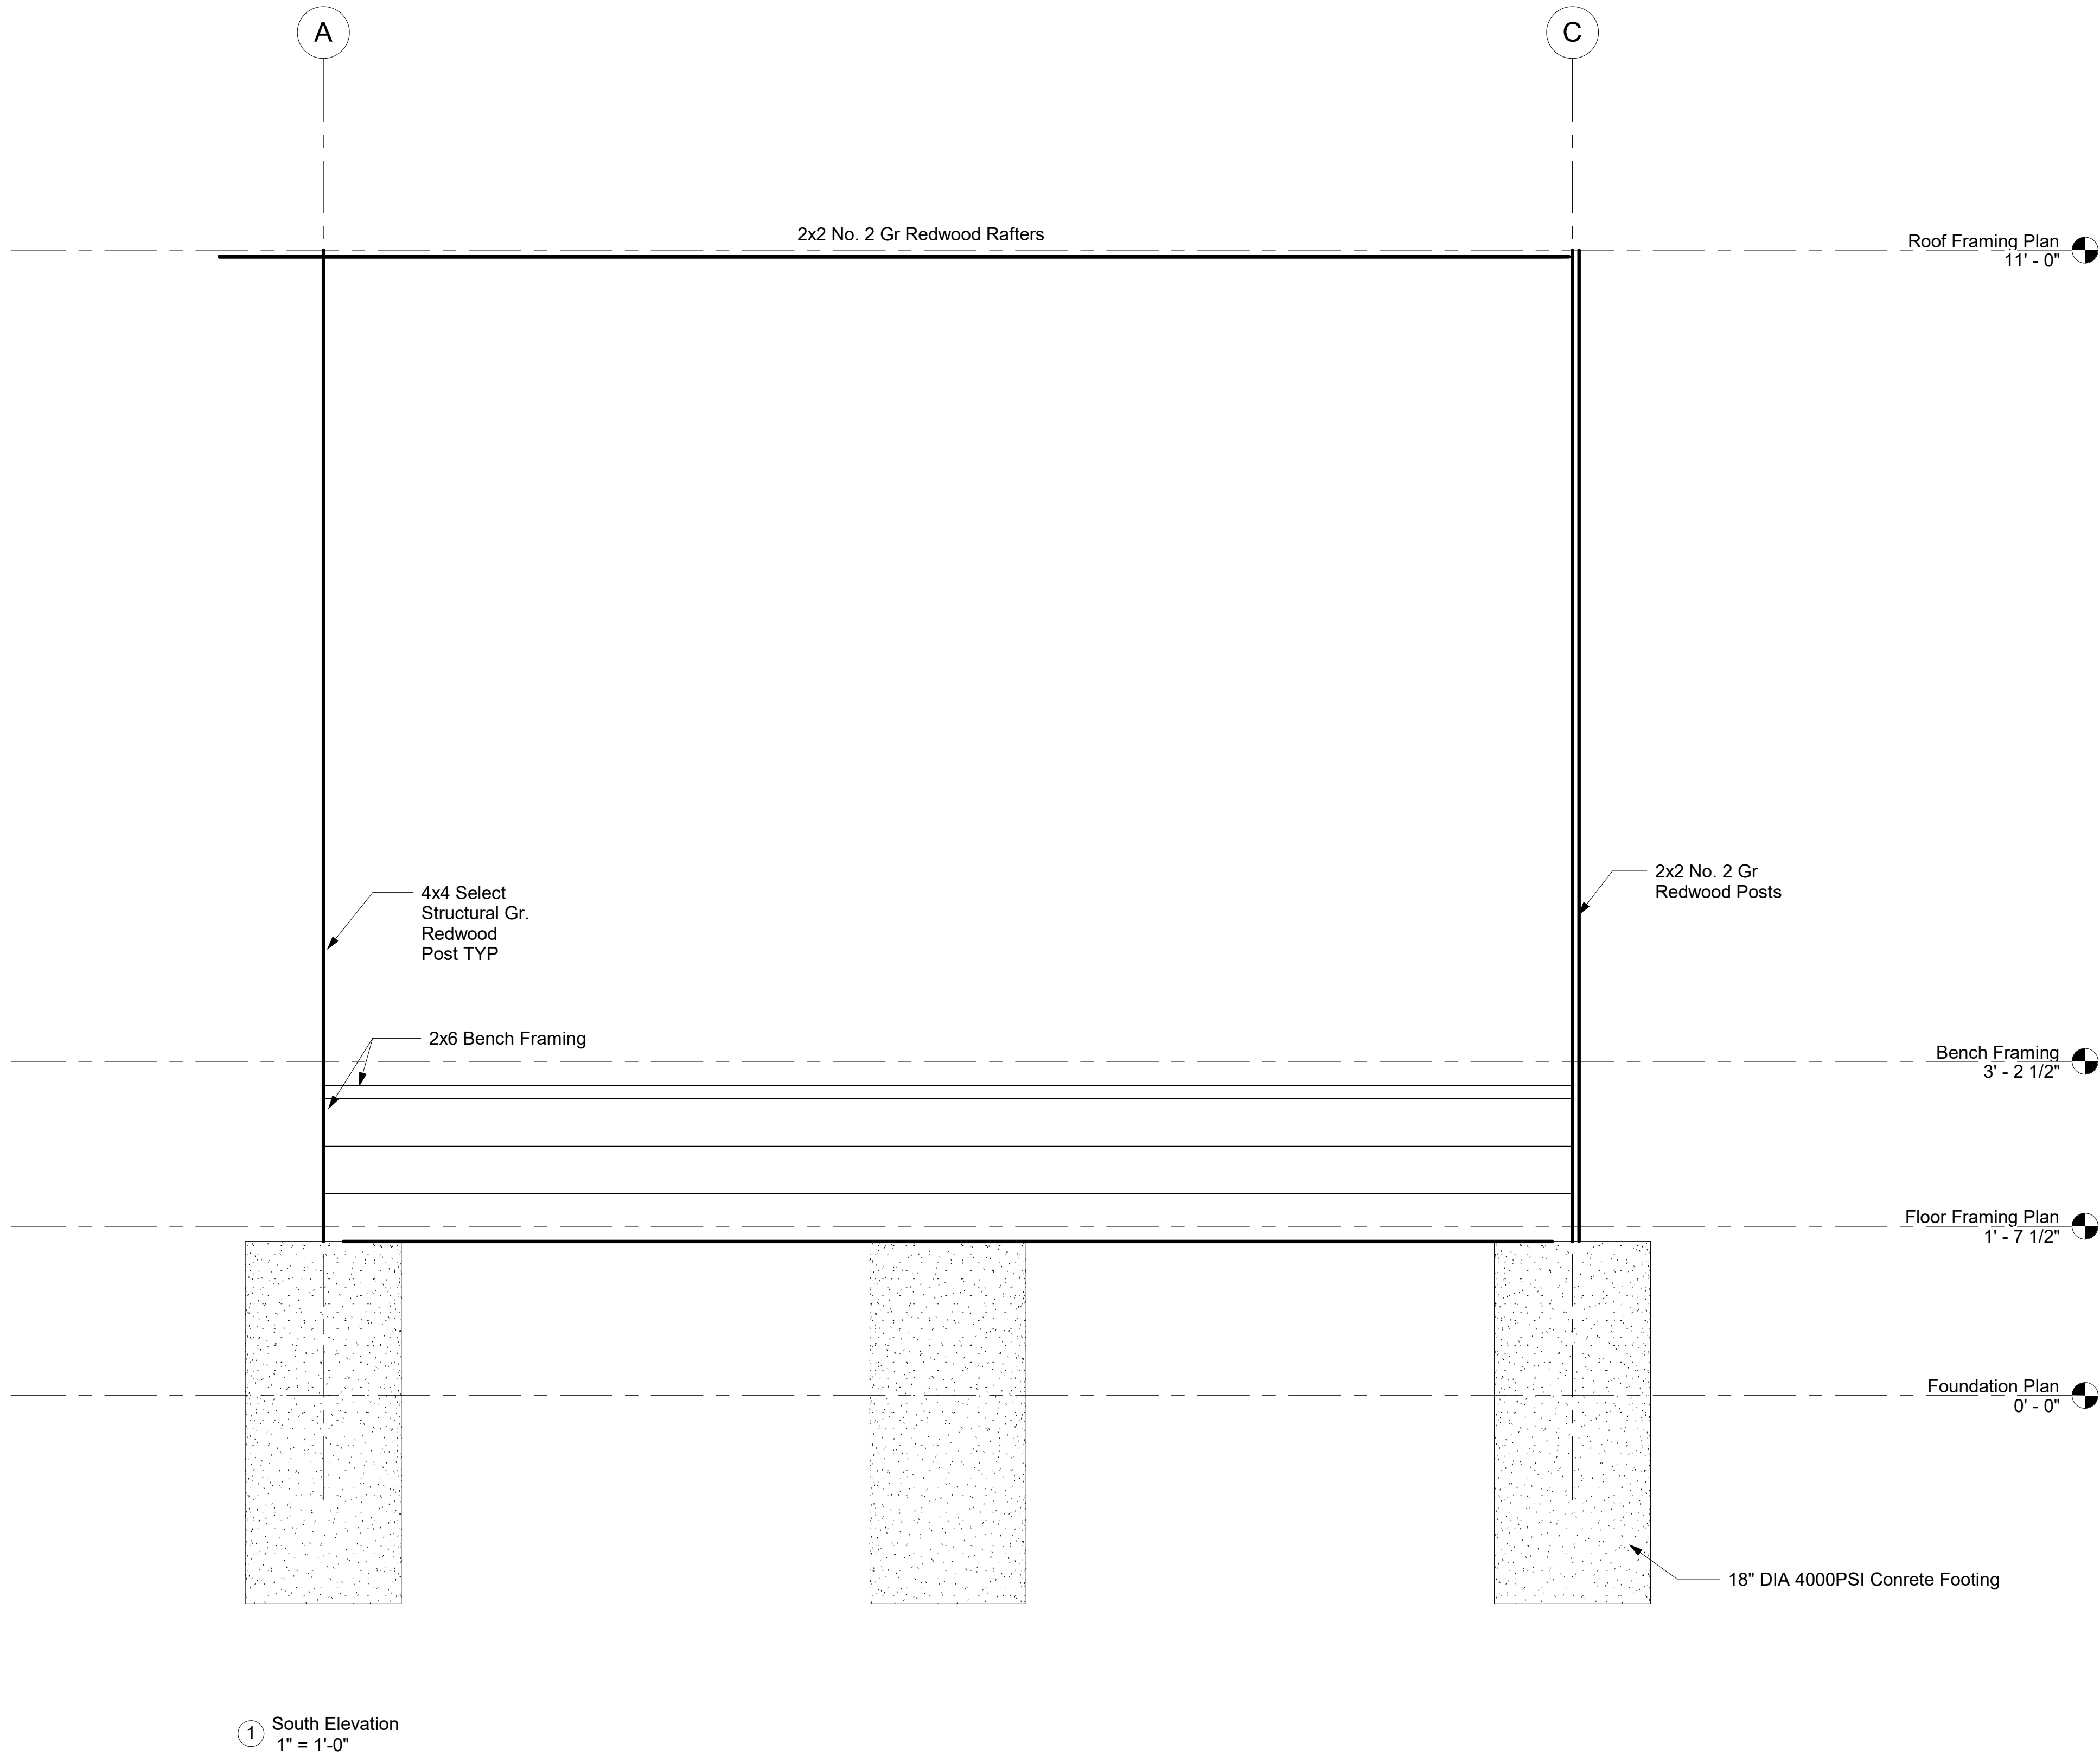 A
C
2x2 No. 2 Gr Redwood Rafters
Roof Framing Plan
11' - 0"
2x2 No. 2 Gr
Redwood Posts
4x4 Select
Structural Gr.
Redwood
Post TYP
2x6 Bench Framing
Bench Framing
3' - 2 1/2"
Floor Framing Plan
1' - 7 1/2"
Foundation Plan
0' - 0"
18" DIA 4000PSI Conrete Footing
1
South Elevation
1" = 1'-0"